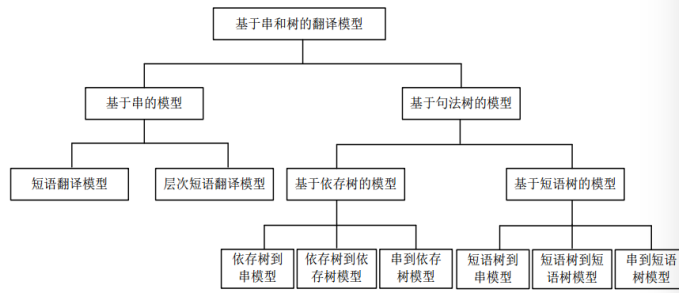 基于串和树的翻译模型
基于串的模型
基于句法树的模型
短语翻译模型
层次短语翻译模型
基于依存树的模型
基于短语树的模型
依存树到
串模型
依存树到依
存树模型
串到依存
树模型
短语树到
串模型
短语树到短
语树模型
串到短语
树模型